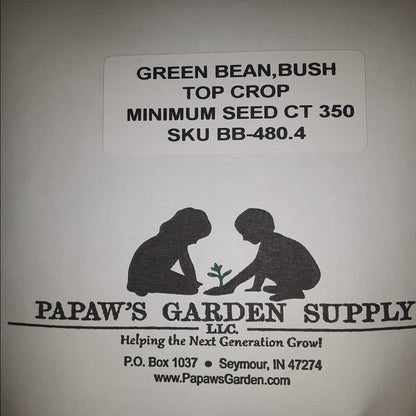 GREEN BEAN,BUSH
TOP CROP
MINIMUM SEED CT 350
SKU BB-480.4
PAPAW'S GARDEN SUPPLY
LLC.
Helping the Next Generation Grow!
P.O. Box 1037 • Seymour, IN 47274
www.PapawsGarden.com